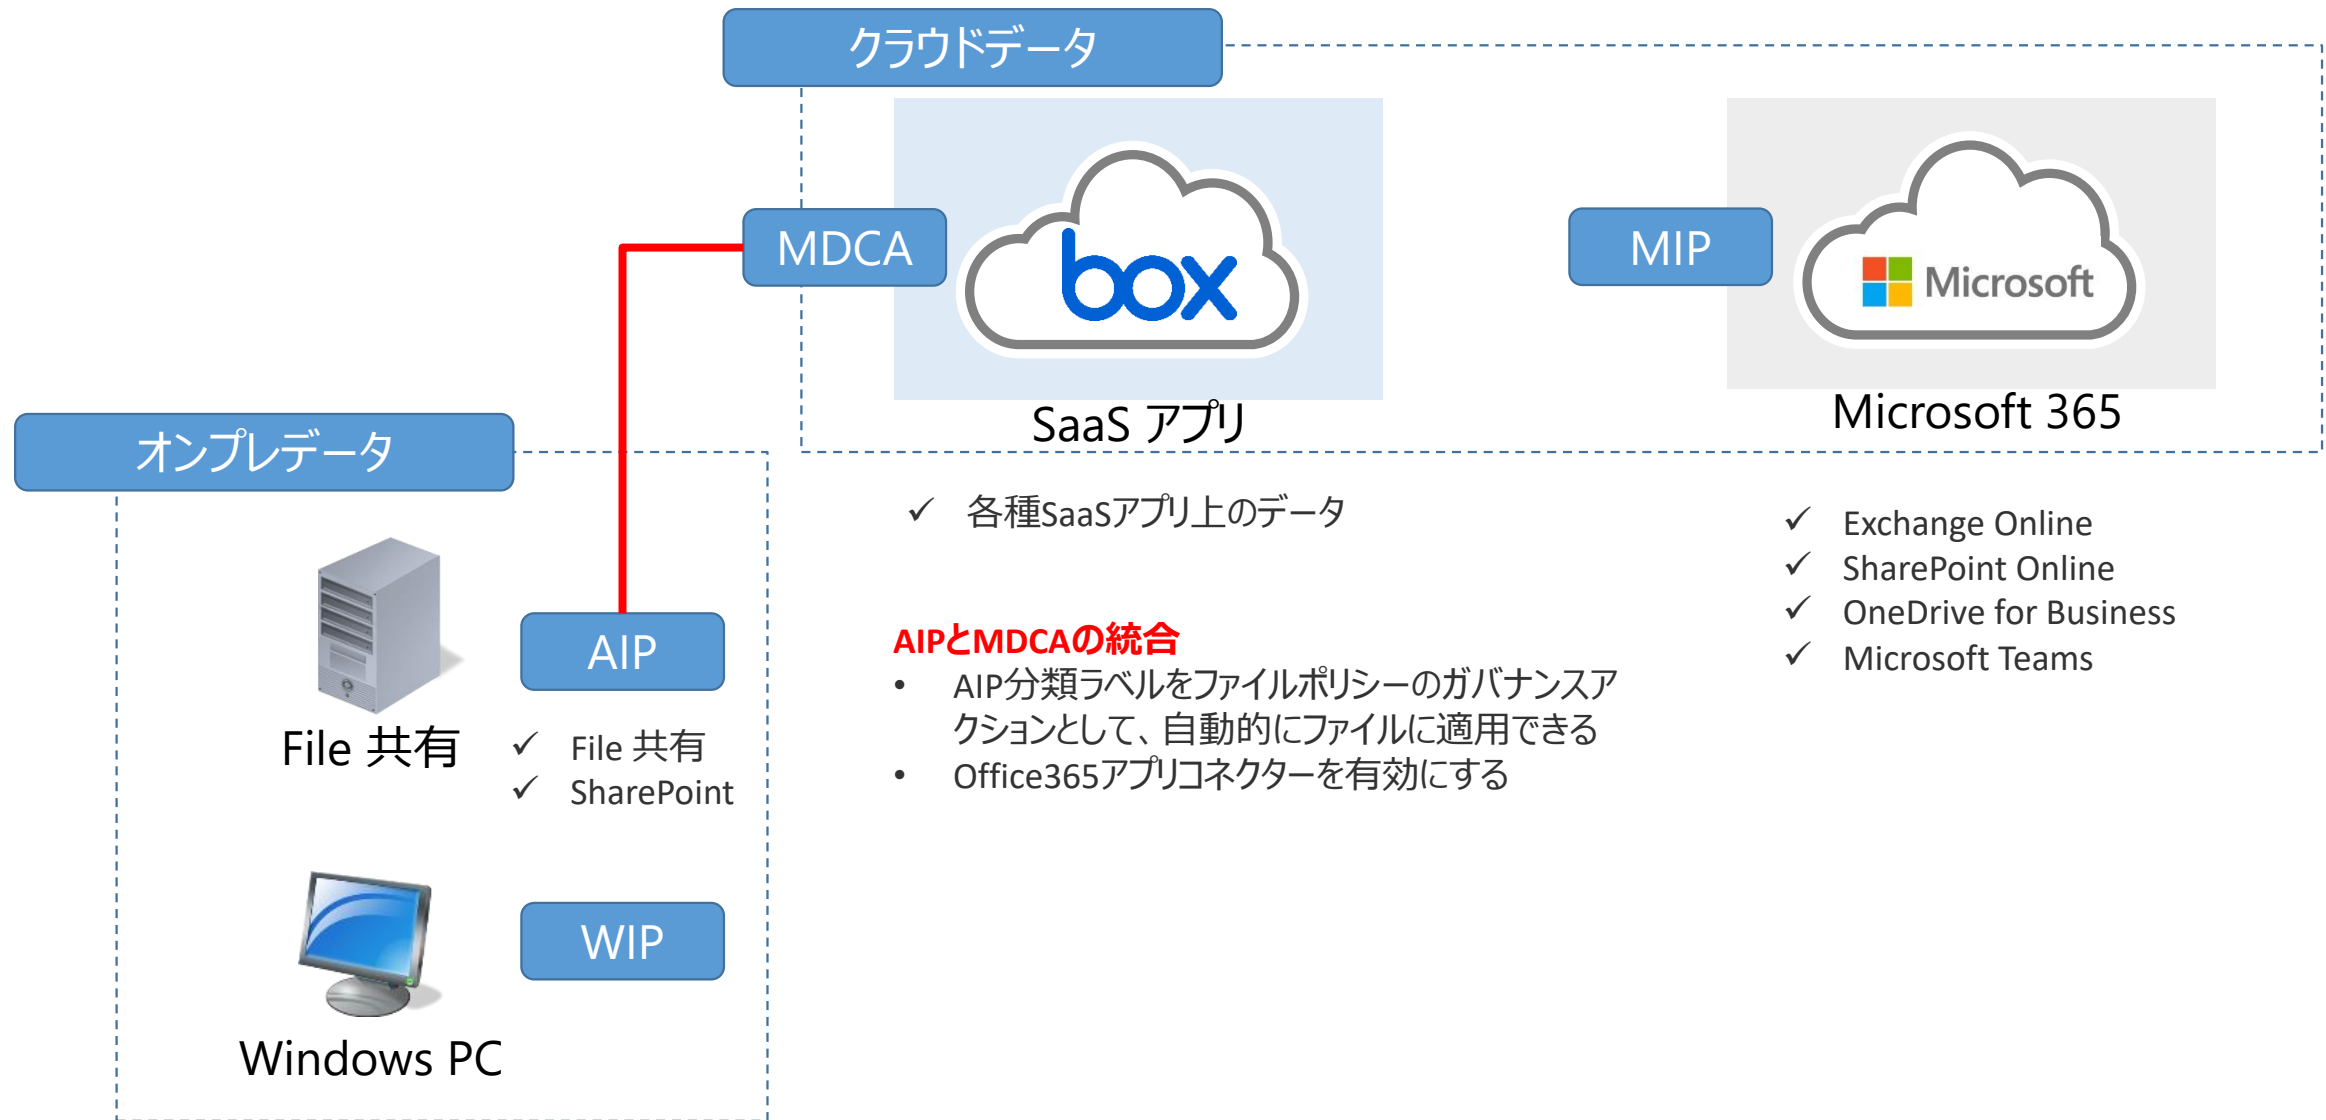 クラウドデータ
MDCA
box
SaaS アプリ
MIP
Microsoft
Microsoft 365
オンプレデータ
File 共有
AIP
✓ File 共有
✓ SharePoint
Windows PC
WIP
✓ 各種SaaSアプリ上のデータ
AIPとMDCAの統合
• AIP分類ラベルをファイルポリシーのガバナンスア
クションとして、自動的にファイルに適用できる
• Office365アプリコネクターを有効にする
✓ Exchange Online
✓ SharePoint Online
✓ OneDrive for Business
✓ Microsoft Teams